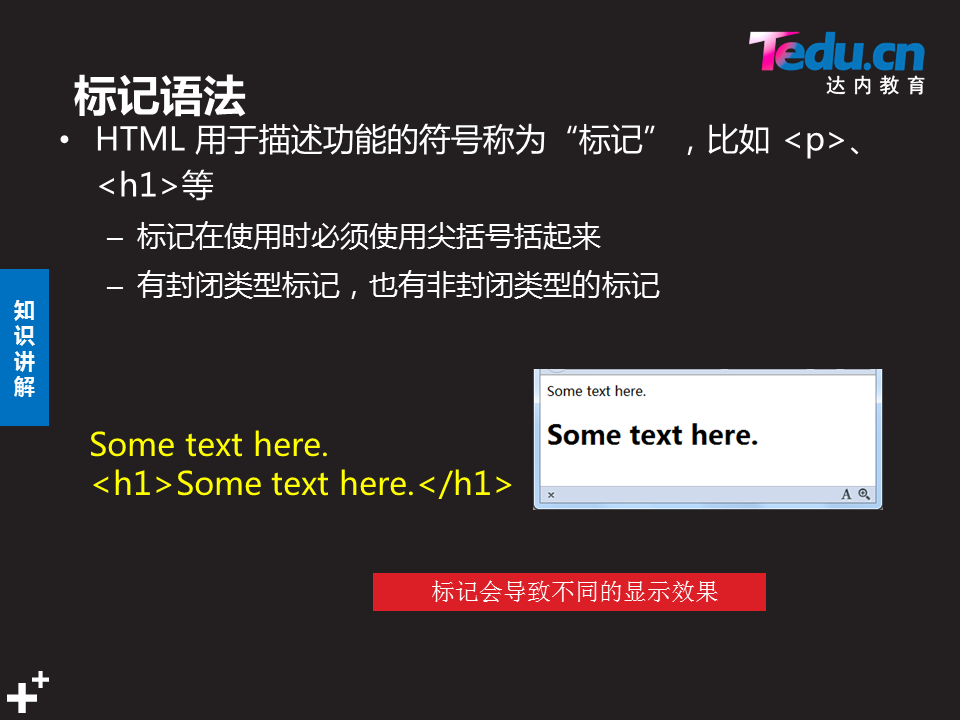 Tedu.cn
达内教育
标记语法
• HTML 用于描述功能的符号称为“标记”，比如 <p>、
<h1>等
– 标记在使用时必须使用尖括号括起来
– 有封闭类型标记，也有非封闭类型的标记
知
识
讲
解
Some text here.
<h1>Some text here.</h1>
Some text here.
Some text here.
× A
标记会导致不同的显示效果